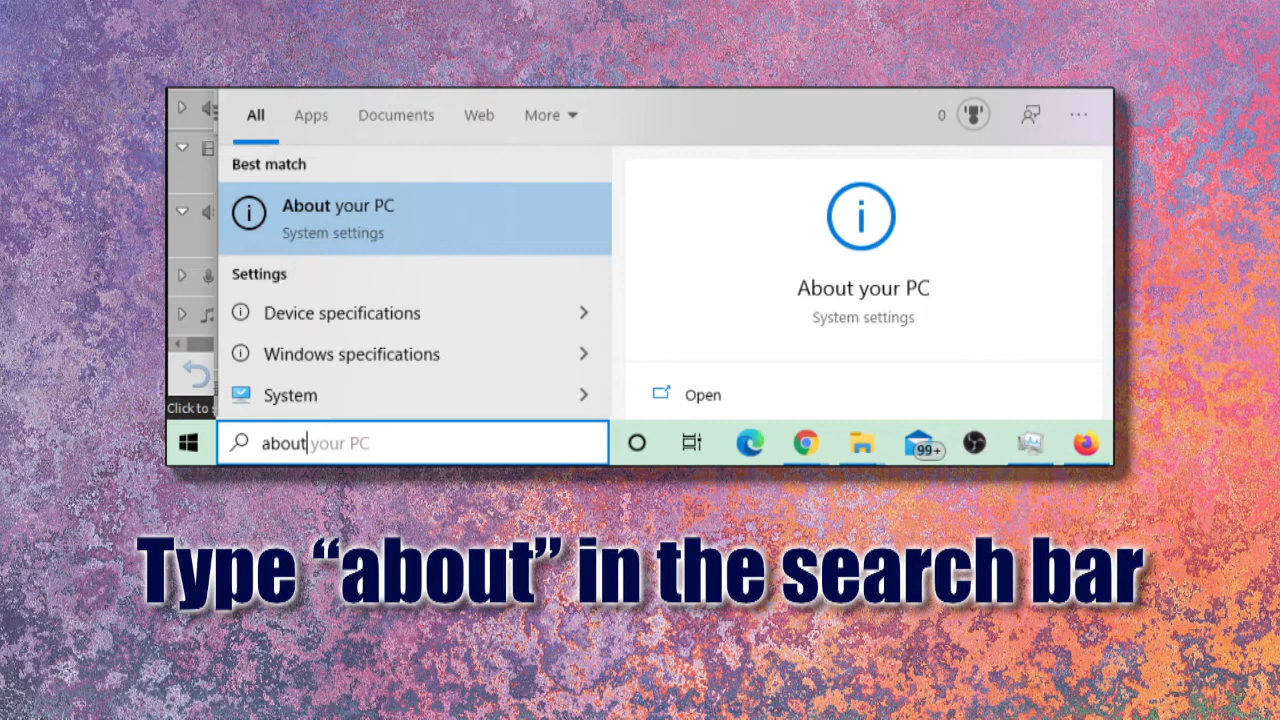 All Apps Documents Web More 0 ...
Best match
About your PC
System settings
Settings
Device specifications
Windows specifications
System
About your PC
System settings
Open
Click to
about your PC
99+
Type “about” in the search bar